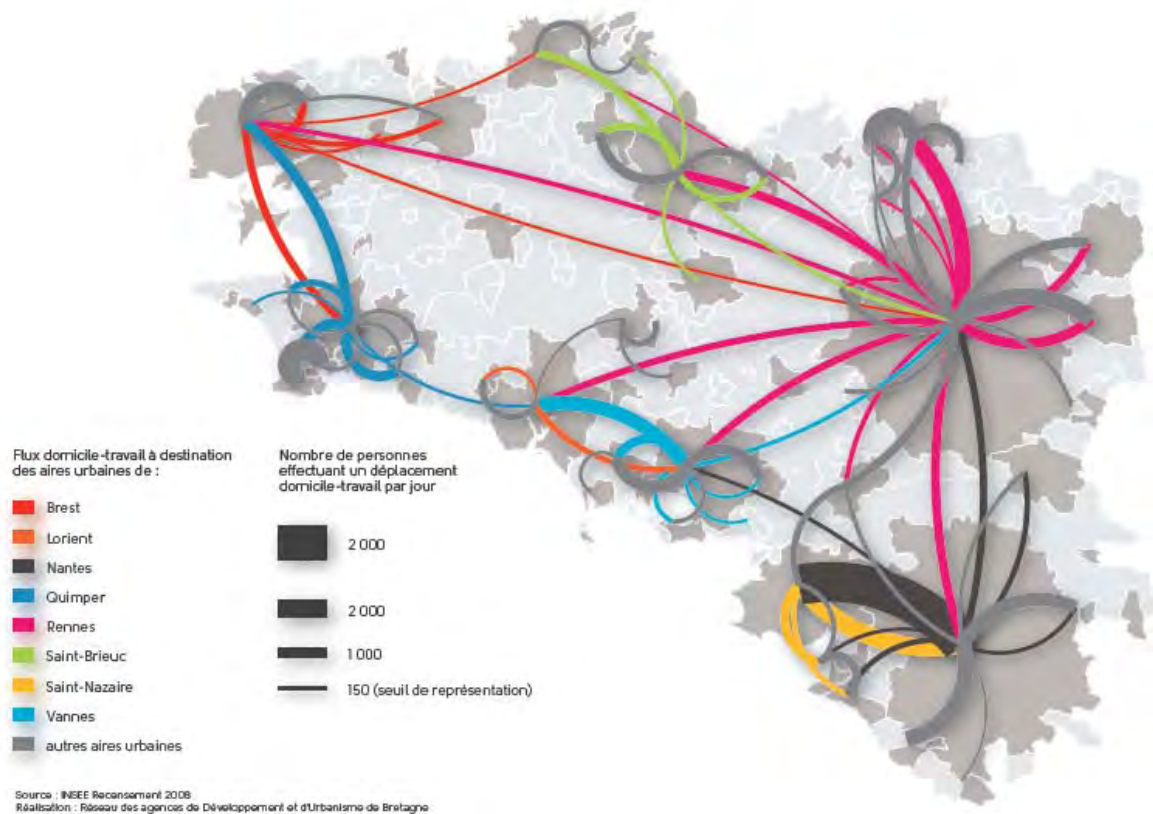 Flux domicile-travail à destination
des aires urbaines de :
Brest
Lorient
Nantes
Quimper
Rennes
Saint-Brieuc
Saint-Nazaire
Vannes
autres aires urbaines
Nombre de personnes
effectuant un déplacement
domicile-travail par jour
2 000
2 000
1 000
150 (seuil de représentation)
Source : INSEE Recensement 2008
Réalisation : Réseau des agences de Développement et d'Urbanisme de Bretagne